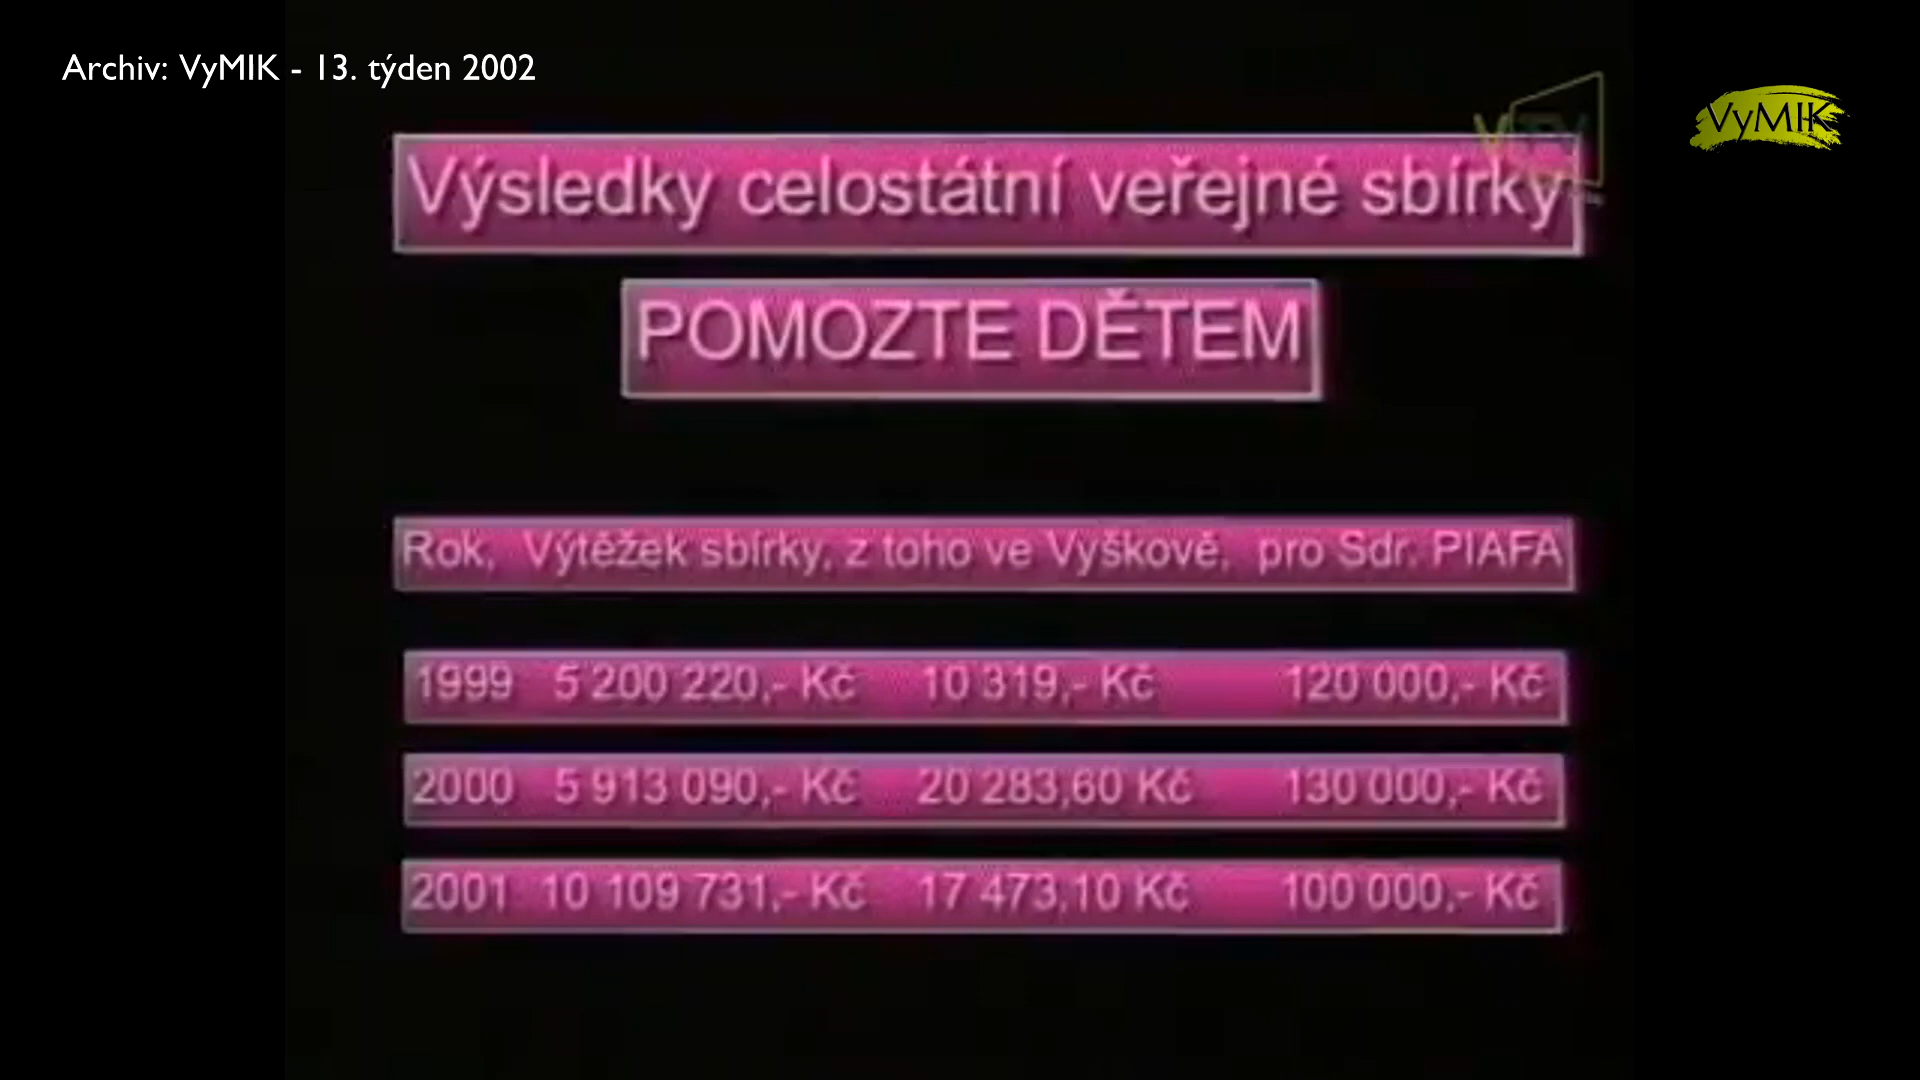 Archiv: VyMIK - 13. týden 2002
VyMIK
Výsledky celostátní veřejné sbírky
POMOZTE DĚTEM
Rok, Výtěžek sbírky, z toho ve Vyškově, pro Sdr. PIAFA
1999 5 200 220,- Kč 10 319,- Kč 120 000,- Kč
2000 5 913 090,- Kč 20 283,60 Kč 130 000,- Kč
2001 10 109 731,- Kč 17 473,10 Kč 100 000,- Kč